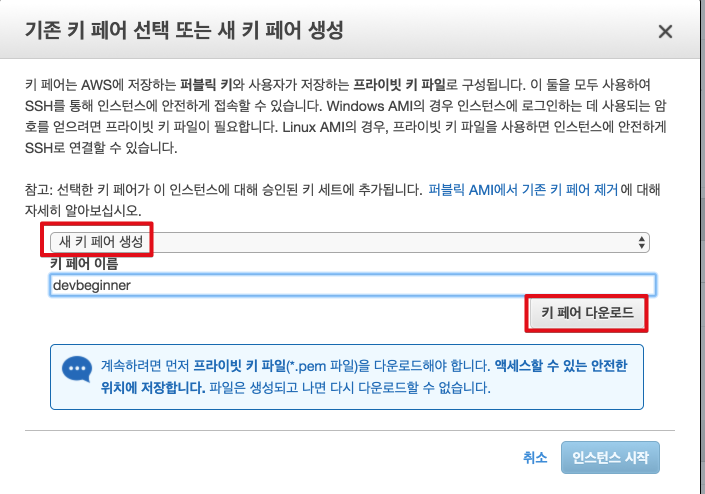 기존 키 페어 선택 또는 새 키 페어 생성
키 페어는 AWS에 저장하는 퍼블릭 키와 사용자가 저장하는 프라이빗 키 파일로 구성됩니다. 이 둘을 모두 사용하여
SSH를 통해 인스턴스에 안전하게 접속할 수 있습니다. Windows AMI의 경우 인스턴스에 로그인하는 데 사용되는 암
호를 얻으려면 프라이빗 키 파일이 필요합니다. Linux AMI의 경우, 프라이빗 키 파일을 사용하면 인스턴스에 안전하게
SSH로 연결할 수 있습니다.
참고: 선택한 키 페어가 이 인스턴스에 대해 승인된 키 세트에 추가됩니다. 퍼블릭 AMI에서 기존 키 페어 제거에 대해
자세히 알아보십시오.
새 키 페어 생성
키 페어 이름
devbeginner
키 페어 다운로드
계속하려면 먼저 프라이빗 키 파일(*.pem 파일)을 다운로드해야 합니다. 액세스할 수 있는 안전한
위치에 저장합니다. 파일은 생성되고 나면 다시 다운로드할 수 없습니다.
취소 인스턴스 시작